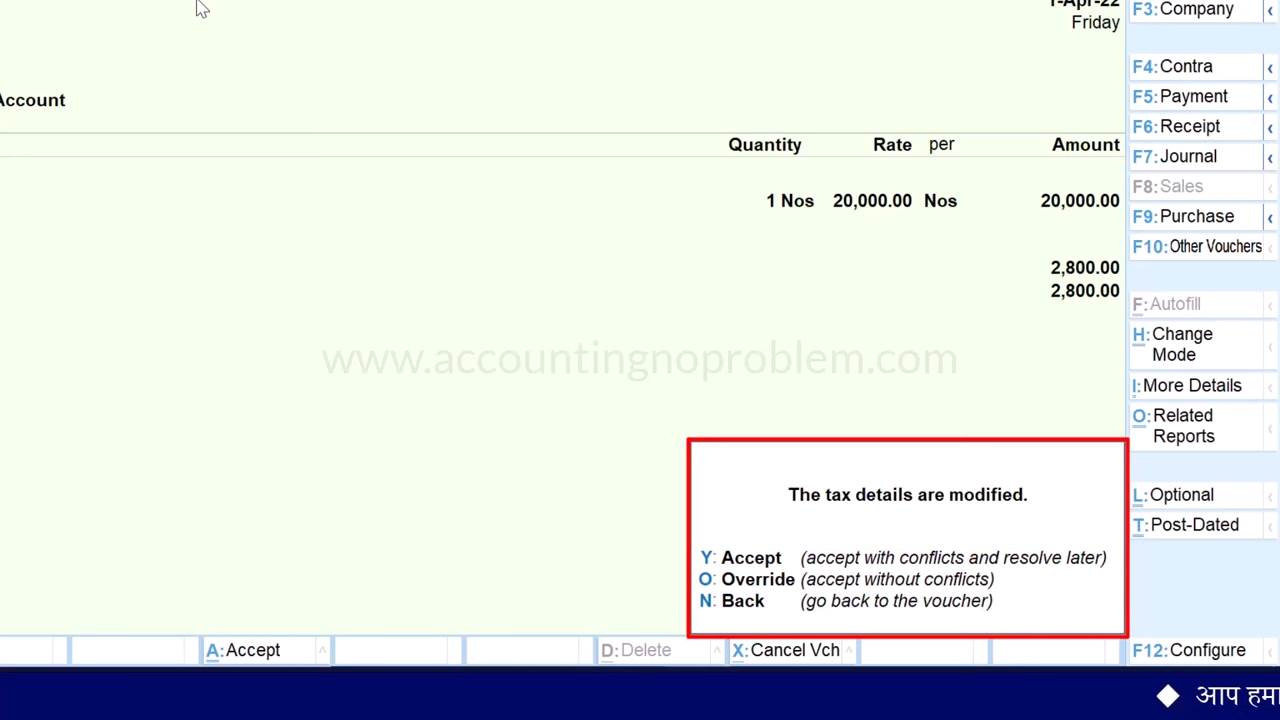 1-Apr-22
F3: Company
Friday
F4: Contra
Account
F5: Payment
F6: Receipt
Quantity Rate per Amount
F7: Journal
F8: Sales
1 Nos 20,000.00 Nos 20,000.00
F9: Purchase
F10: Other Vouchers
2,800.00
2,800.00
F: Autofill
H: Change
Mode
www.accountingnoproblem.com
I: More Details
O: Related
Reports
The tax details are modified.
L: Optional
T: Post-Dated
Y: Accept (accept with conflicts and resolve later)
O: Override (accept without conflicts)
N: Back (go back to the voucher)
A: Accept ^ D: Delete ^ X: Cancel Vch ^ F12: Configure
◆ आप हमा